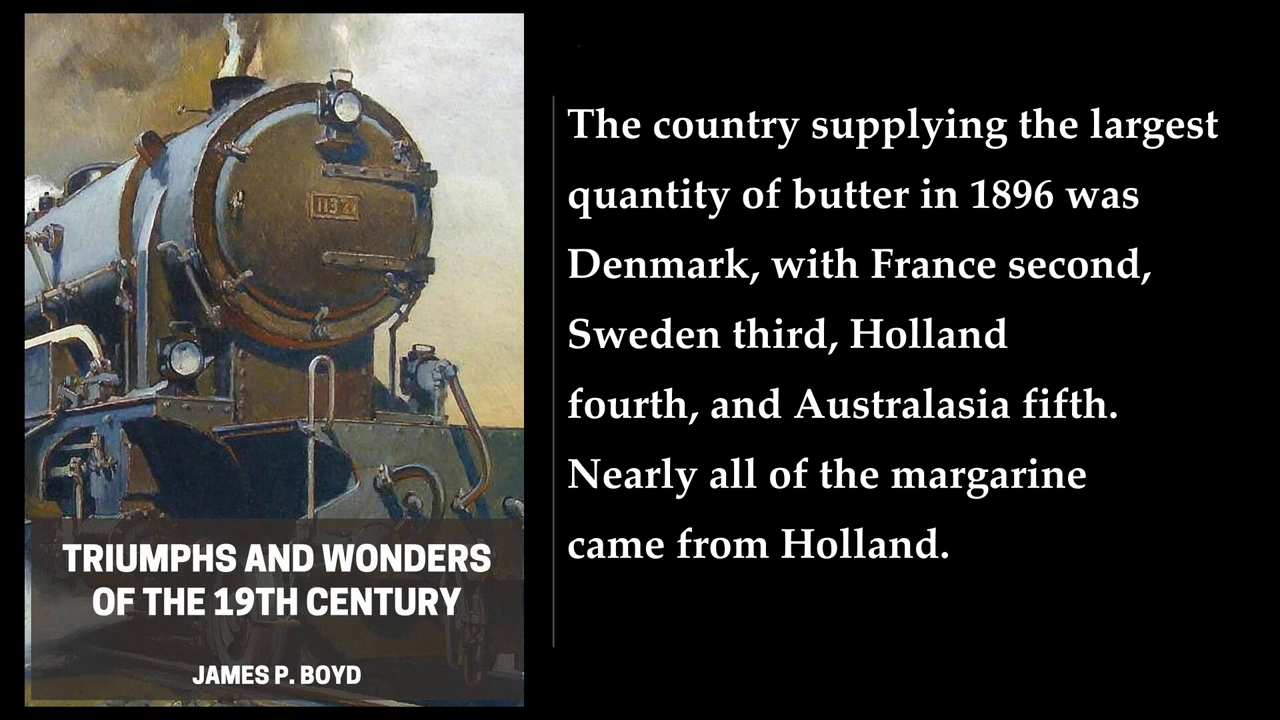 1132
TRIUMPHS AND WONDERS
OF THE 19TH CENTURY
JAMES P. BOYD
The country supplying the largest
quantity of butter in 1896 was
Denmark, with France second,
Sweden third, Holland
fourth, and Australasia fifth.
Nearly all of the margarine
came from Holland.